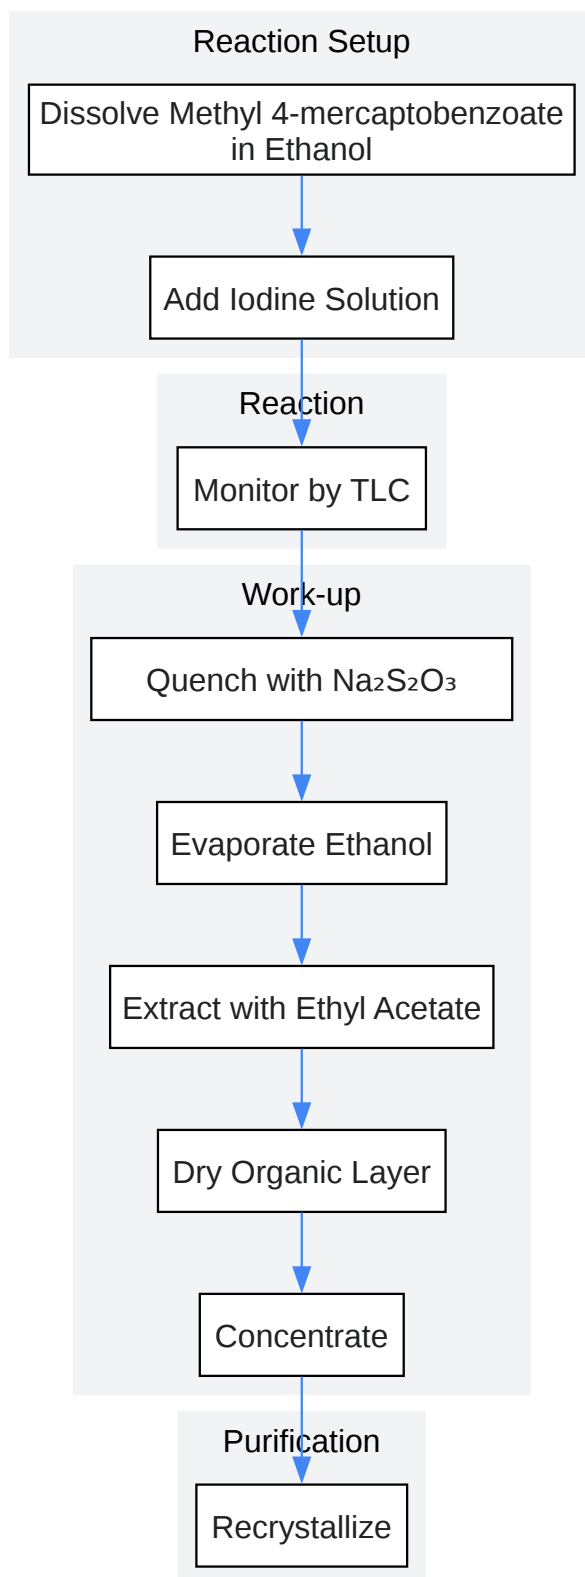 Reaction Setup
Dissolve Methyl 4-mercaptobenzoate
in Ethanol
Add Iodine Solution
Reaction
Monitor by TLC
Work-up
Quench with Na₂S₂O₃
Evaporate Ethanol
Extract with Ethyl Acetate
Dry Organic Layer
Concentrate
Purification
Recrystallize